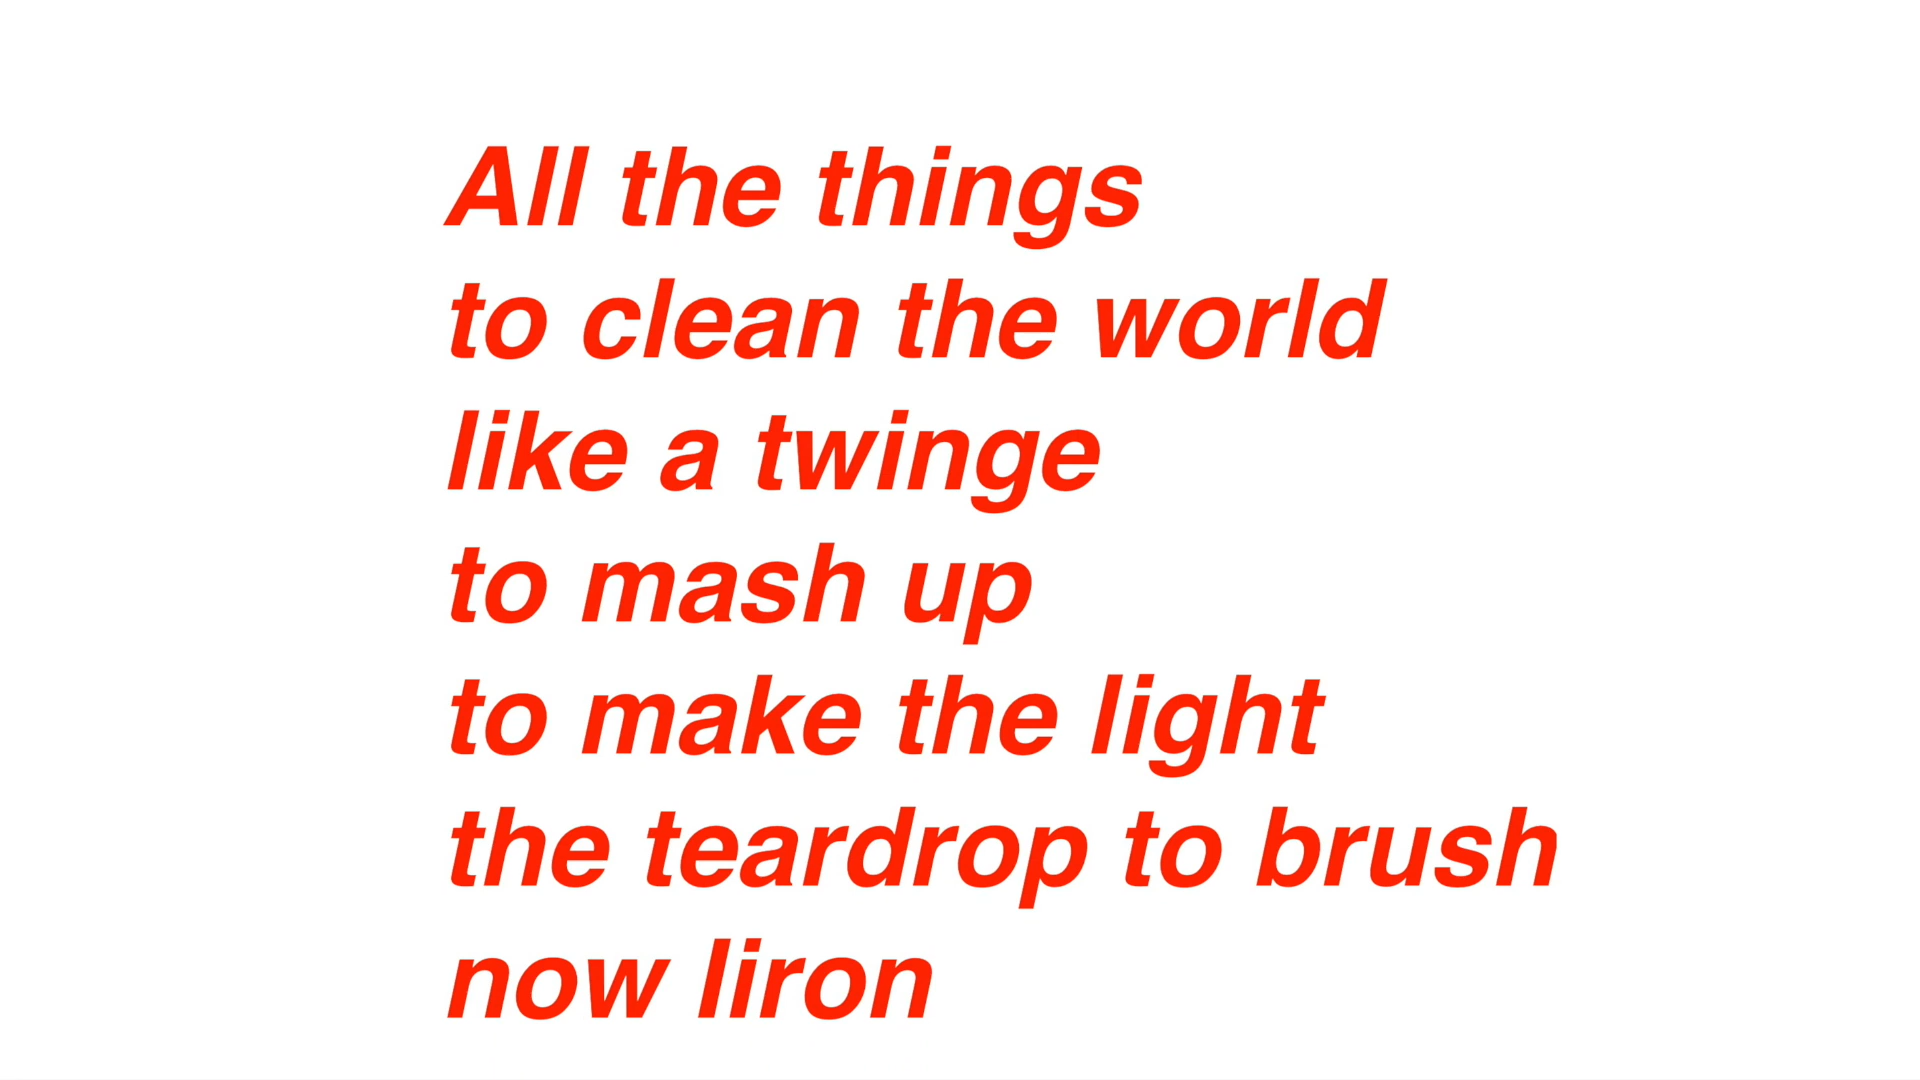 All the things
to clean the world
like a twinge
to mash up
to make the light
the teardrop to brush
now liron